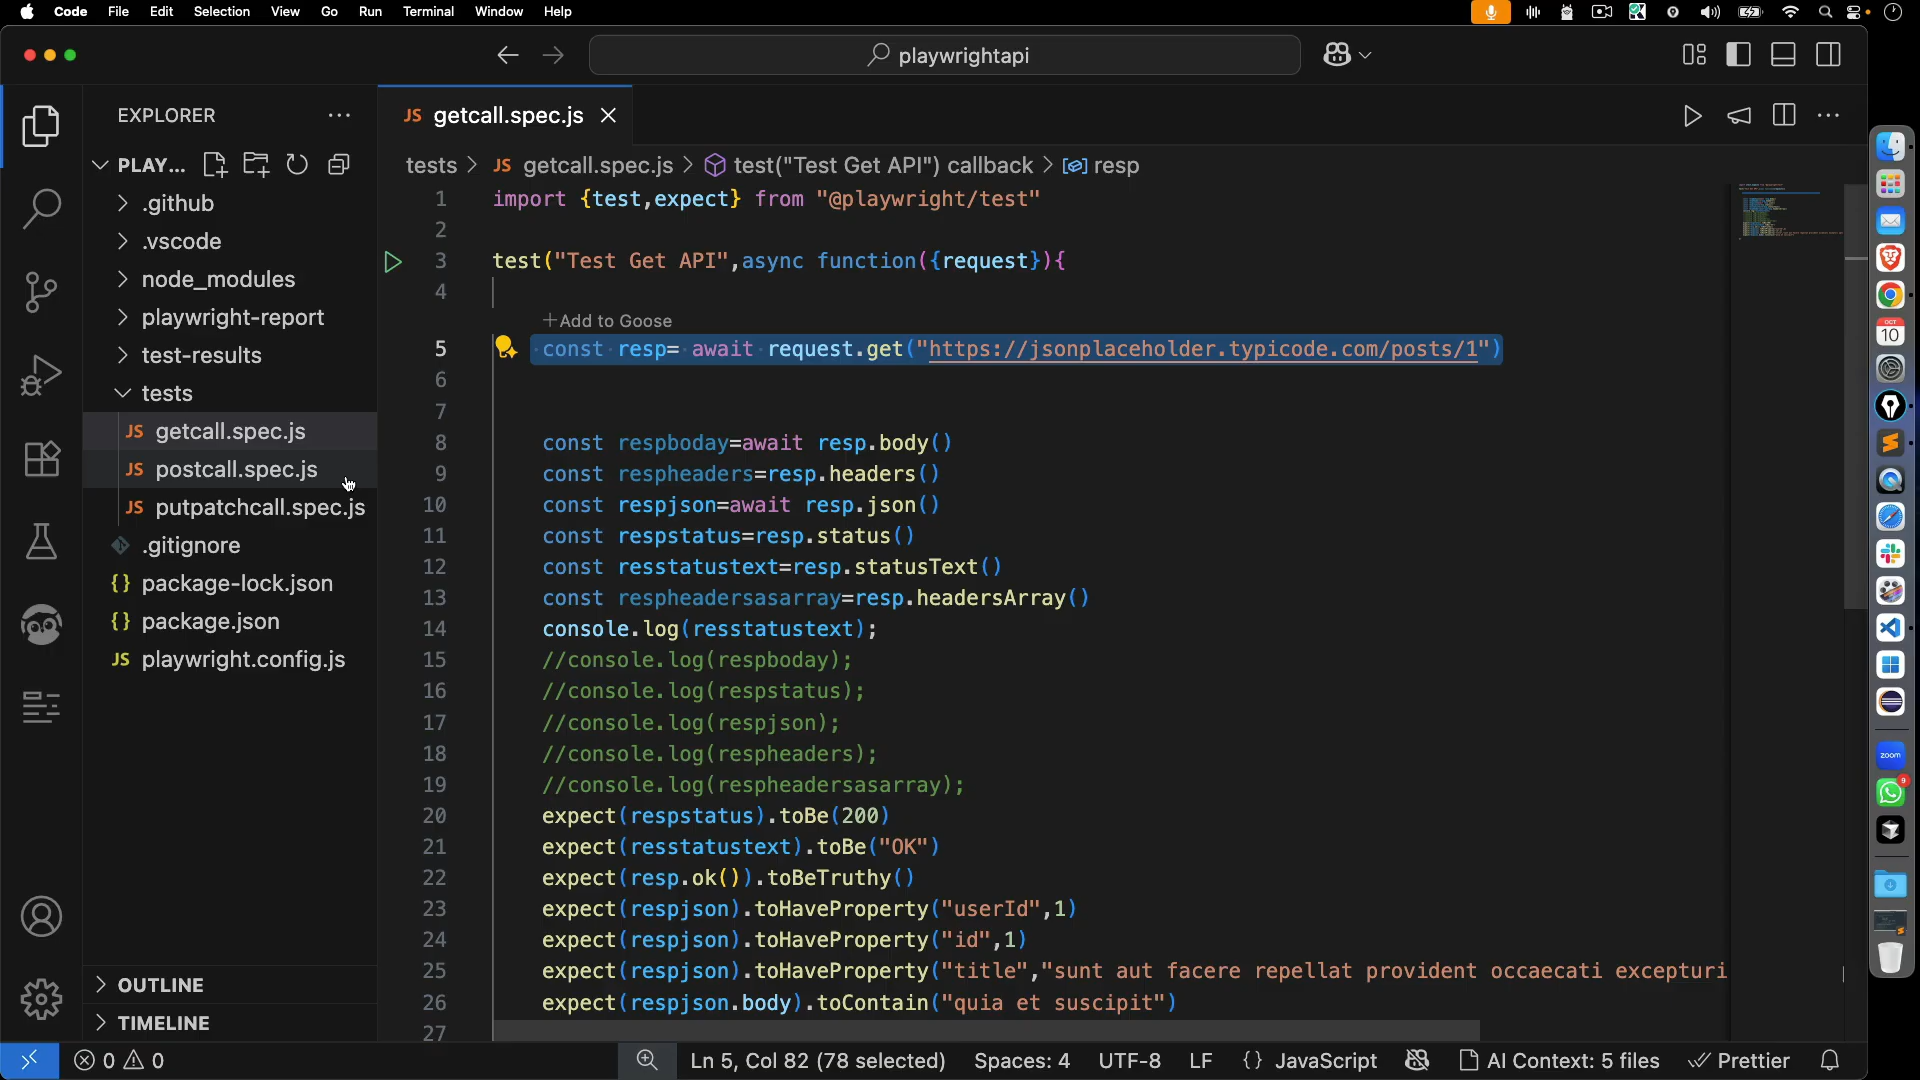 Code File Edit Selection View Go Run Terminal Window Help
playwrightapi
EXPLORER
JS getcall.spec.js
PLAY...
tests > JS getcall.spec.js > test("Test Get API") callback > resp
.github
.vscode
node_modules
playwright-report
test-results
tests
JS getcall.spec.js
JS postcall.spec.js
JS putpatchcall.spec.js
.gitignore
{} package-lock.json
{} package.json
JS playwright.config.js
OUTLINE
TIMELINE
1 import {test,expect} from "@playwright/test"
2
3 test("Test Get API",async function({request}){
4
+Add to Goose
5 const resp= await request.get("https://jsonplaceholder.typicode.com/posts/1")
6
7
8 const respboday=await resp.body()
9 const respheaders=resp.headers()
10 const respjson=await resp.json()
11 const respstatus=resp.status()
12 const resstatustext=resp.statusText()
13 const respheadersasarray=resp.headersArray()
14 console.log(resstatustext);
15 //console.log(respboday);
16 //console.log(respstatus);
17 //console.log(respjson);
18 //console.log(respheaders);
19 //console.log(respheadersasarray);
20 expect(respstatus).toBe(200)
21 expect(resstatustext).toBe("OK")
22 expect(resp.ok()).toBeTruthy()
23 expect(respjson).toHaveProperty("userId",1)
24 expect(respjson).toHaveProperty("id",1)
25 expect(respjson).toHaveProperty("title","sunt aut facere repellat provident occaecati excepturi
26 expect(respjson.body).toContain("quia et suscipit")
27
OCT
10
zoom
9
0 0 Ln 5, Col 82 (78 selected) Spaces: 4 UTF-8 LF {} JavaScript AI Context: 5 files Prettier